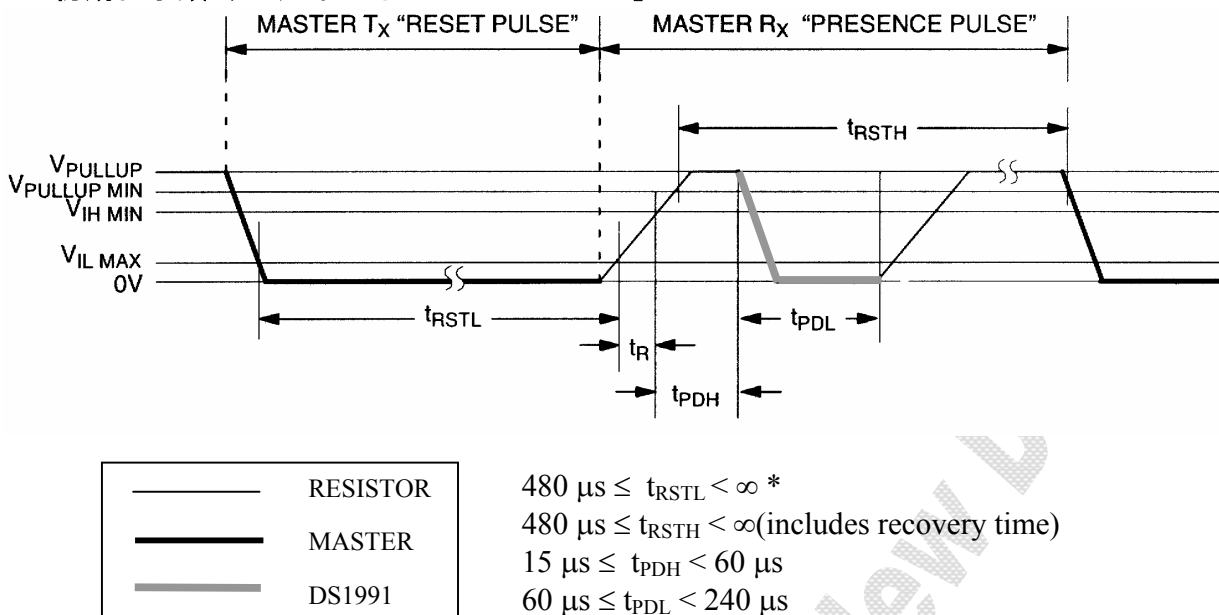 MASTER TX “RESET PULSE” MASTER RX “PRESENCE PULSE”
tRSTH
VPULLUP
VPULLUP MIN
VIH MIN
VIL MAX
0V
tRSTL
tPDL
tR
tPDH
RESISTOR
MASTER
DS1991
480 μs ≤ tRSTL < ∞ *
480 μs ≤ tRSTH < ∞(includes recovery time)
15 μs ≤ tPDH < 60 μs
60 μs ≤ tPDL < 240 μs